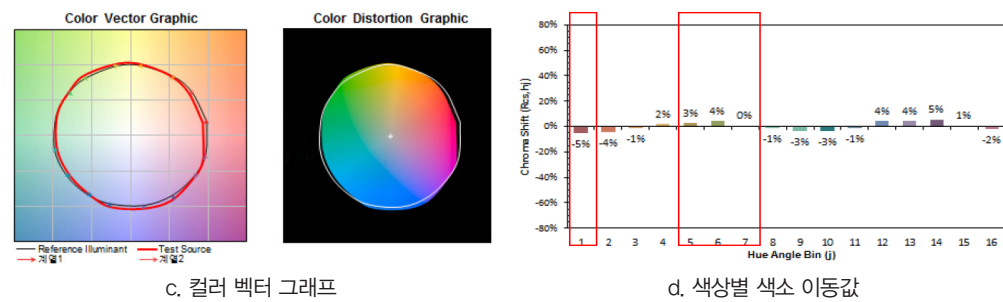 Color Vector Graphic
Reference Illuminant
Test Source
계열1
계열2
Color Distortion Graphic
c. 컬러 벡터 그래프
80%
60%
40%
20%
0%
-20%
-40%
-60%
-80%
Chroma Shift (Rcs,hj)
-5%
-4%
-1%
2%
3%
4%
0%
-1%
-3%
-3%
-1%
4%
4%
5%
1%
-2%
1 2 3 4 5 6 7 8 9 10 11 12 13 14 15 16
Hue Angle Bin (j)
d. 색상별 색소 이동값